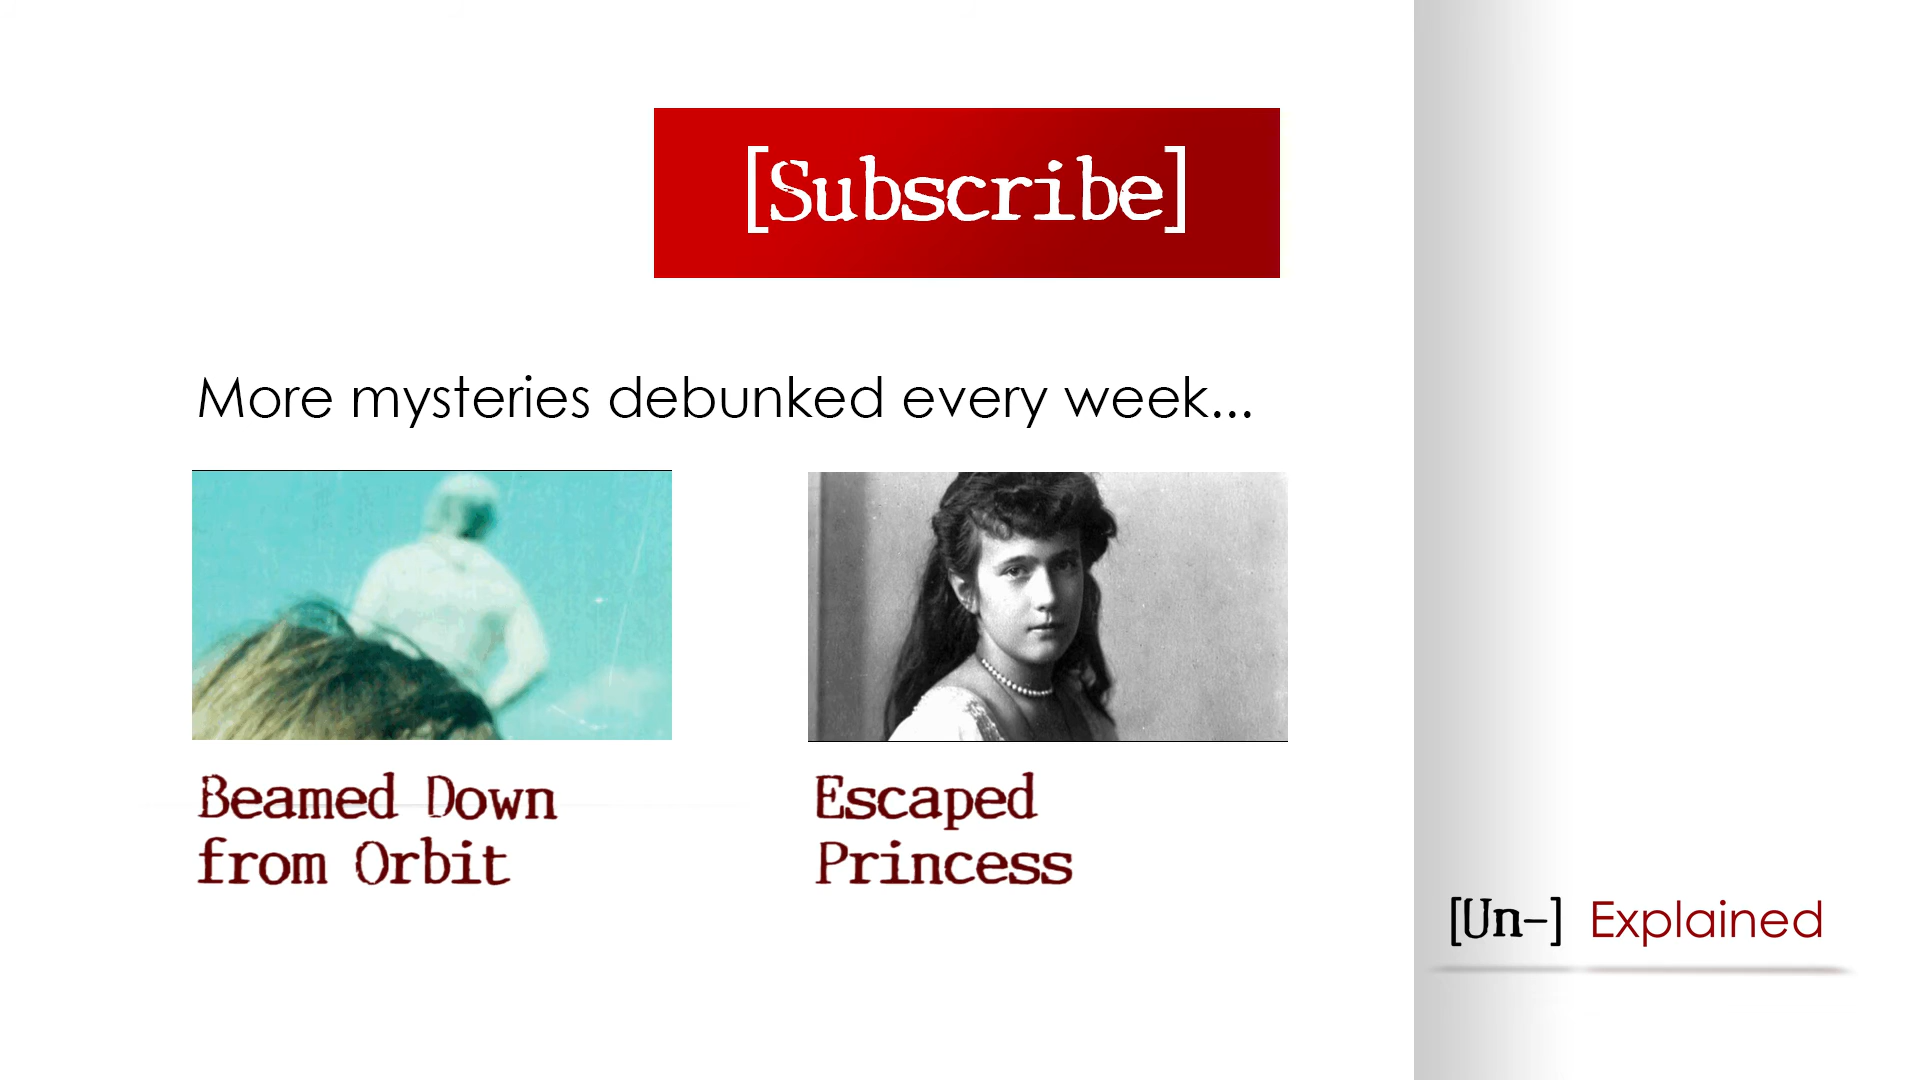 [Subscribe]
More mysteries debunked every week...
Beamed Down
from Orbit
Escaped
Princess
[Un-] Explained